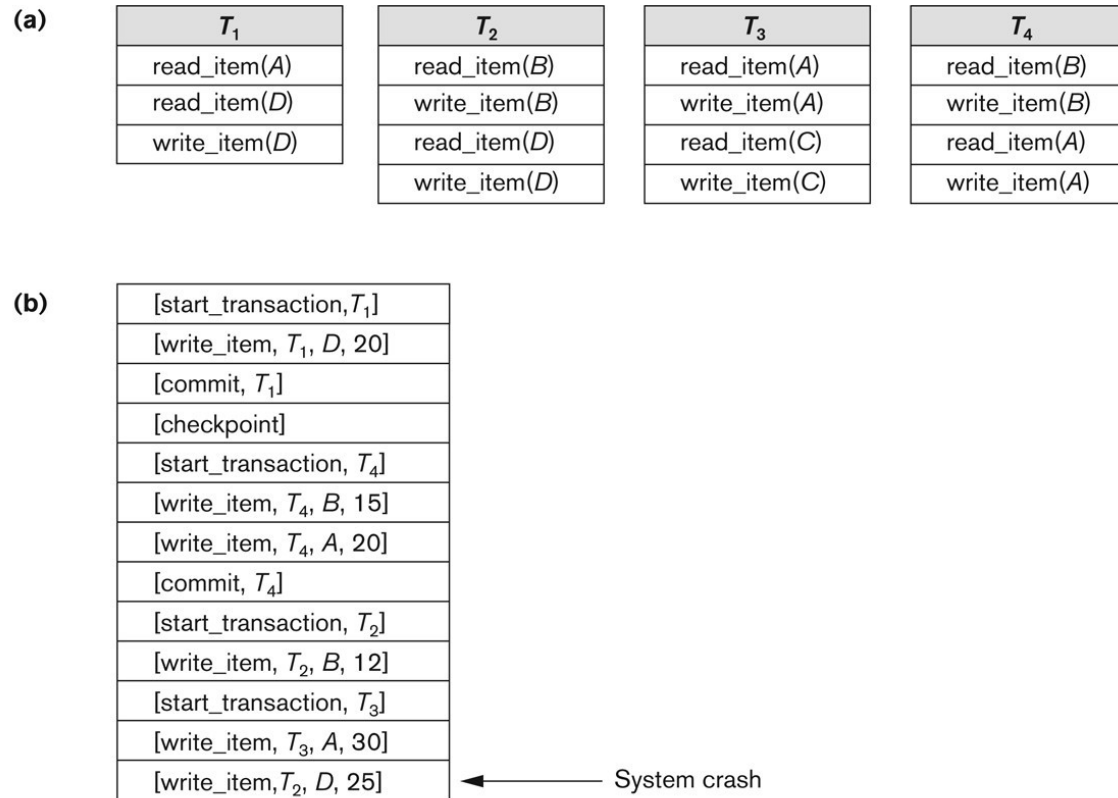 (a)
T1 T2 T3 T4
read_item(A) read_item(B) read_item(A) read_item(B)
read_item(D) write_item(B) write_item(A) write_item(B)
write_item(D) read_item(D) read_item(C) read_item(A)
write_item(D) write_item(C) write_item(A)
(b)
[start_transaction,T1]
[write_item, T1, D, 20]
[commit, T1]
[checkpoint]
[start_transaction, T4]
[write_item, T4, B, 15]
[write_item, T4, A, 20]
[commit, T4]
[start_transaction, T2]
[write_item, T2, B, 12]
[start_transaction, T3]
[write_item, T3, A, 30]
[write_item,T2, D, 25] System crash